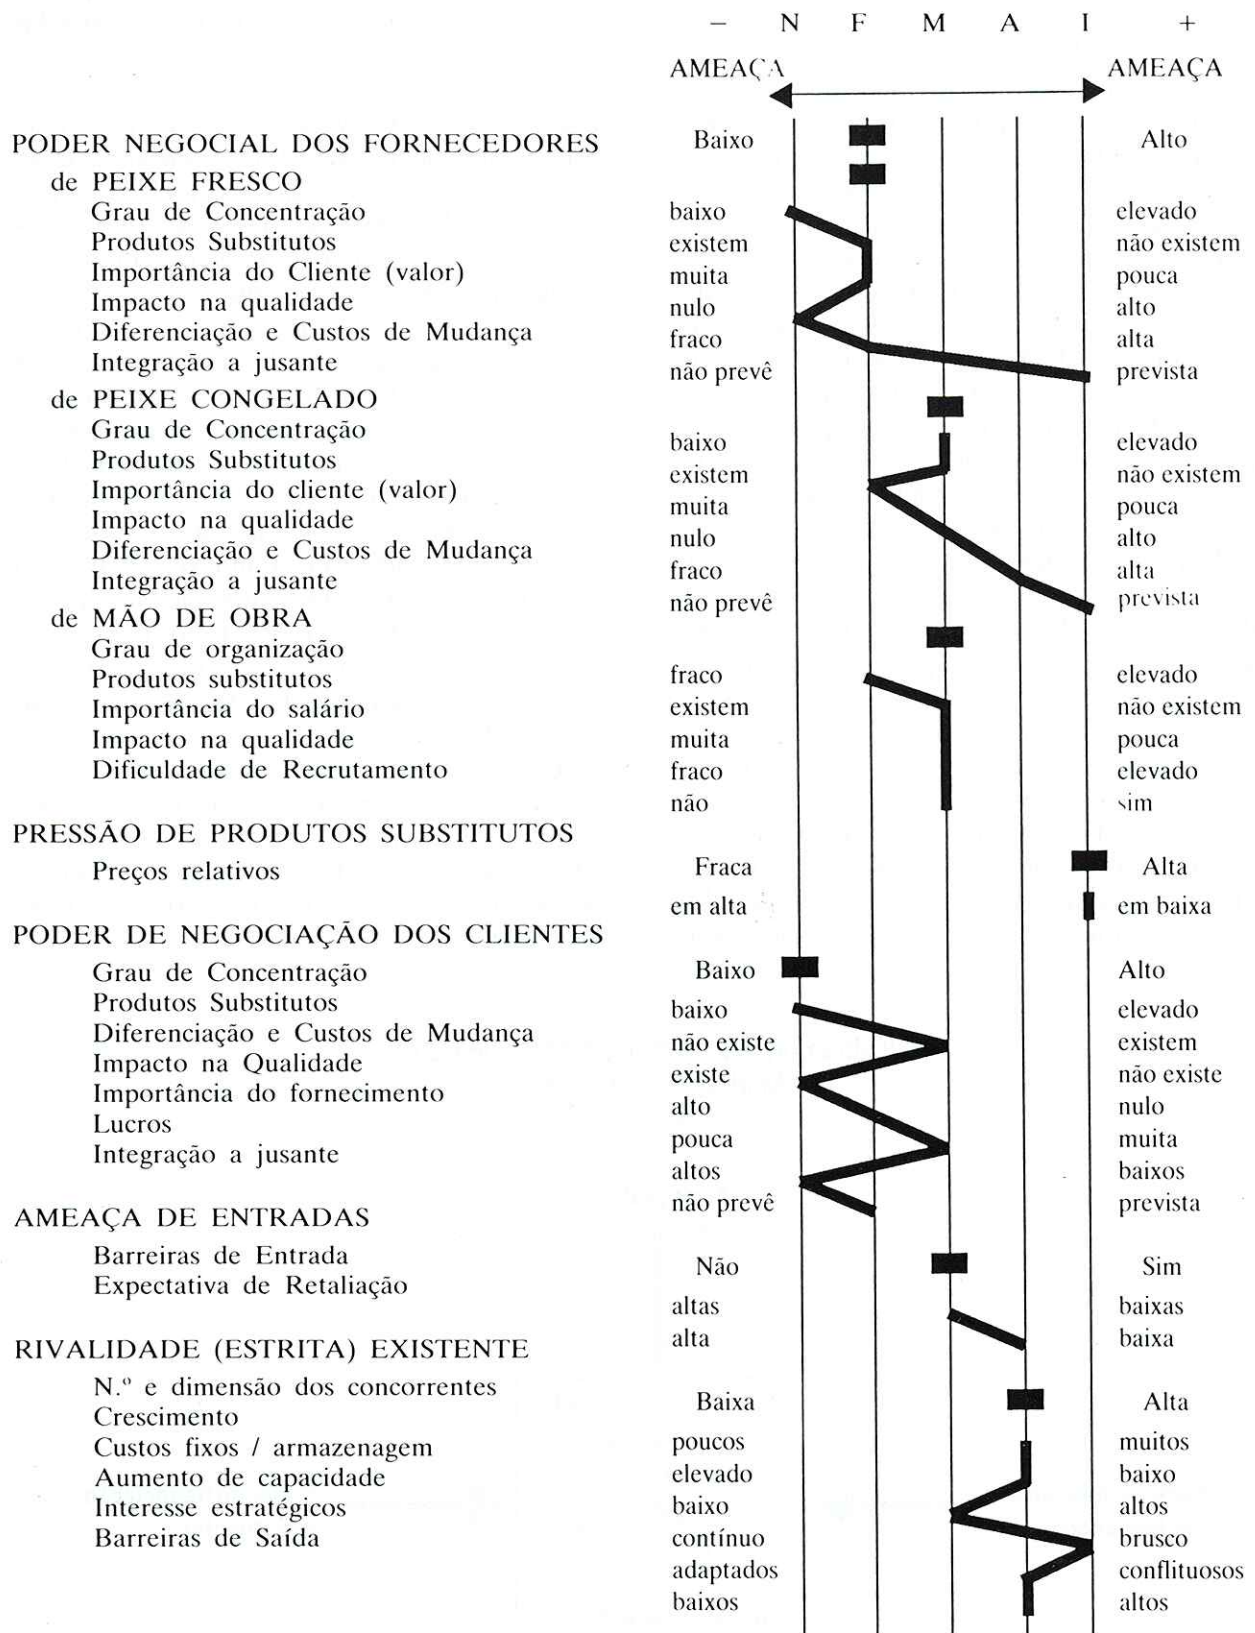 − N F M A I +
AMEAÇA AMEAÇA
PODER NEGOCIAL DOS FORNECEDORES Baixo Alto
de PEIXE FRESCO
Grau de Concentração baixo elevado
Produtos Substitutos existem não existem
Importância do Cliente (valor) muita pouca
Impacto na qualidade nulo alto
Diferenciação e Custos de Mudança fraco alta
Integração a jusante não prevê prevista
de PEIXE CONGELADO
Grau de Concentração baixo elevado
Produtos Substitutos existem não existem
Importância do cliente (valor) muita pouca
Impacto na qualidade nulo alto
Diferenciação e Custos de Mudança fraco alta
Integração a jusante não prevê prevista
de MÃO DE OBRA
Grau de organização fraco elevado
Produtos substitutos existem não existem
Importância do salário muita pouca
Impacto na qualidade fraco elevado
Dificuldade de Recrutamento não sim
PRESSÃO DE PRODUTOS SUBSTITUTOS Fraca Alta
Preços relativos em alta em baixa
PODER DE NEGOCIAÇÃO DOS CLIENTES Baixo Alto
Grau de Concentração baixo elevado
Produtos Substitutos não existe existem
Diferenciação e Custos de Mudança existe não existe
Impacto na Qualidade alto nulo
Importância do fornecimento pouca muita
Lucros altos baixos
Integração a jusante não prevê prevista
AMEAÇA DE ENTRADAS Não Sim
Barreiras de Entrada altas baixas
Expectativa de Retaliação alta baixa
RIVALIDADE (ESTRITA) EXISTENTE Baixa Alta
N.º e dimensão dos concorrentes poucos muitos
Crescimento elevado baixo
Custos fixos / armazenagem baixo altos
Aumento de capacidade contínuo brusco
Interesse estratégicos adaptados conflituosos
Barreiras de Saída baixos altos